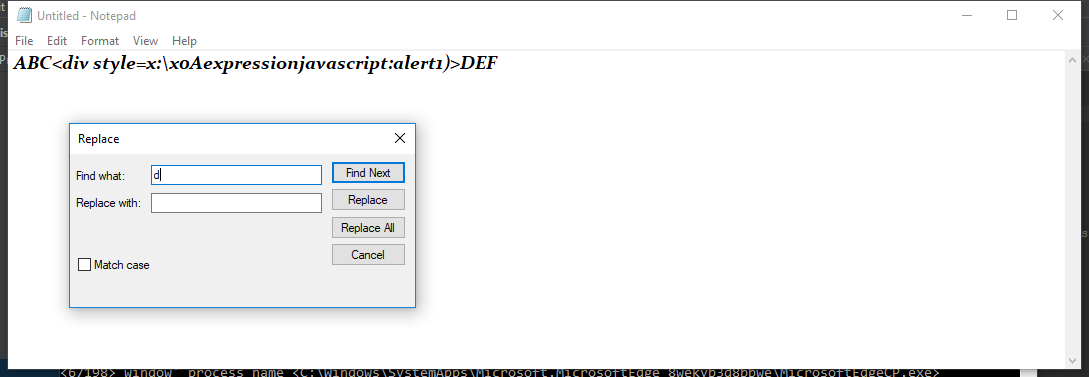 Untitled - Notepad
File Edit Format View Help
ABC<div style=x:\x0Aexpressionjavascript:alert1)>DEF
Replace
Find what: d
Find Next
Replace with:
Replace
Replace All
Cancel
Match case
<6/198> window' process name <C:\Windows\SystemApps\Microsoft.MicrosoftEdge_8wekyb3d8bbwe\MicrosoftEdgeCP.exe>